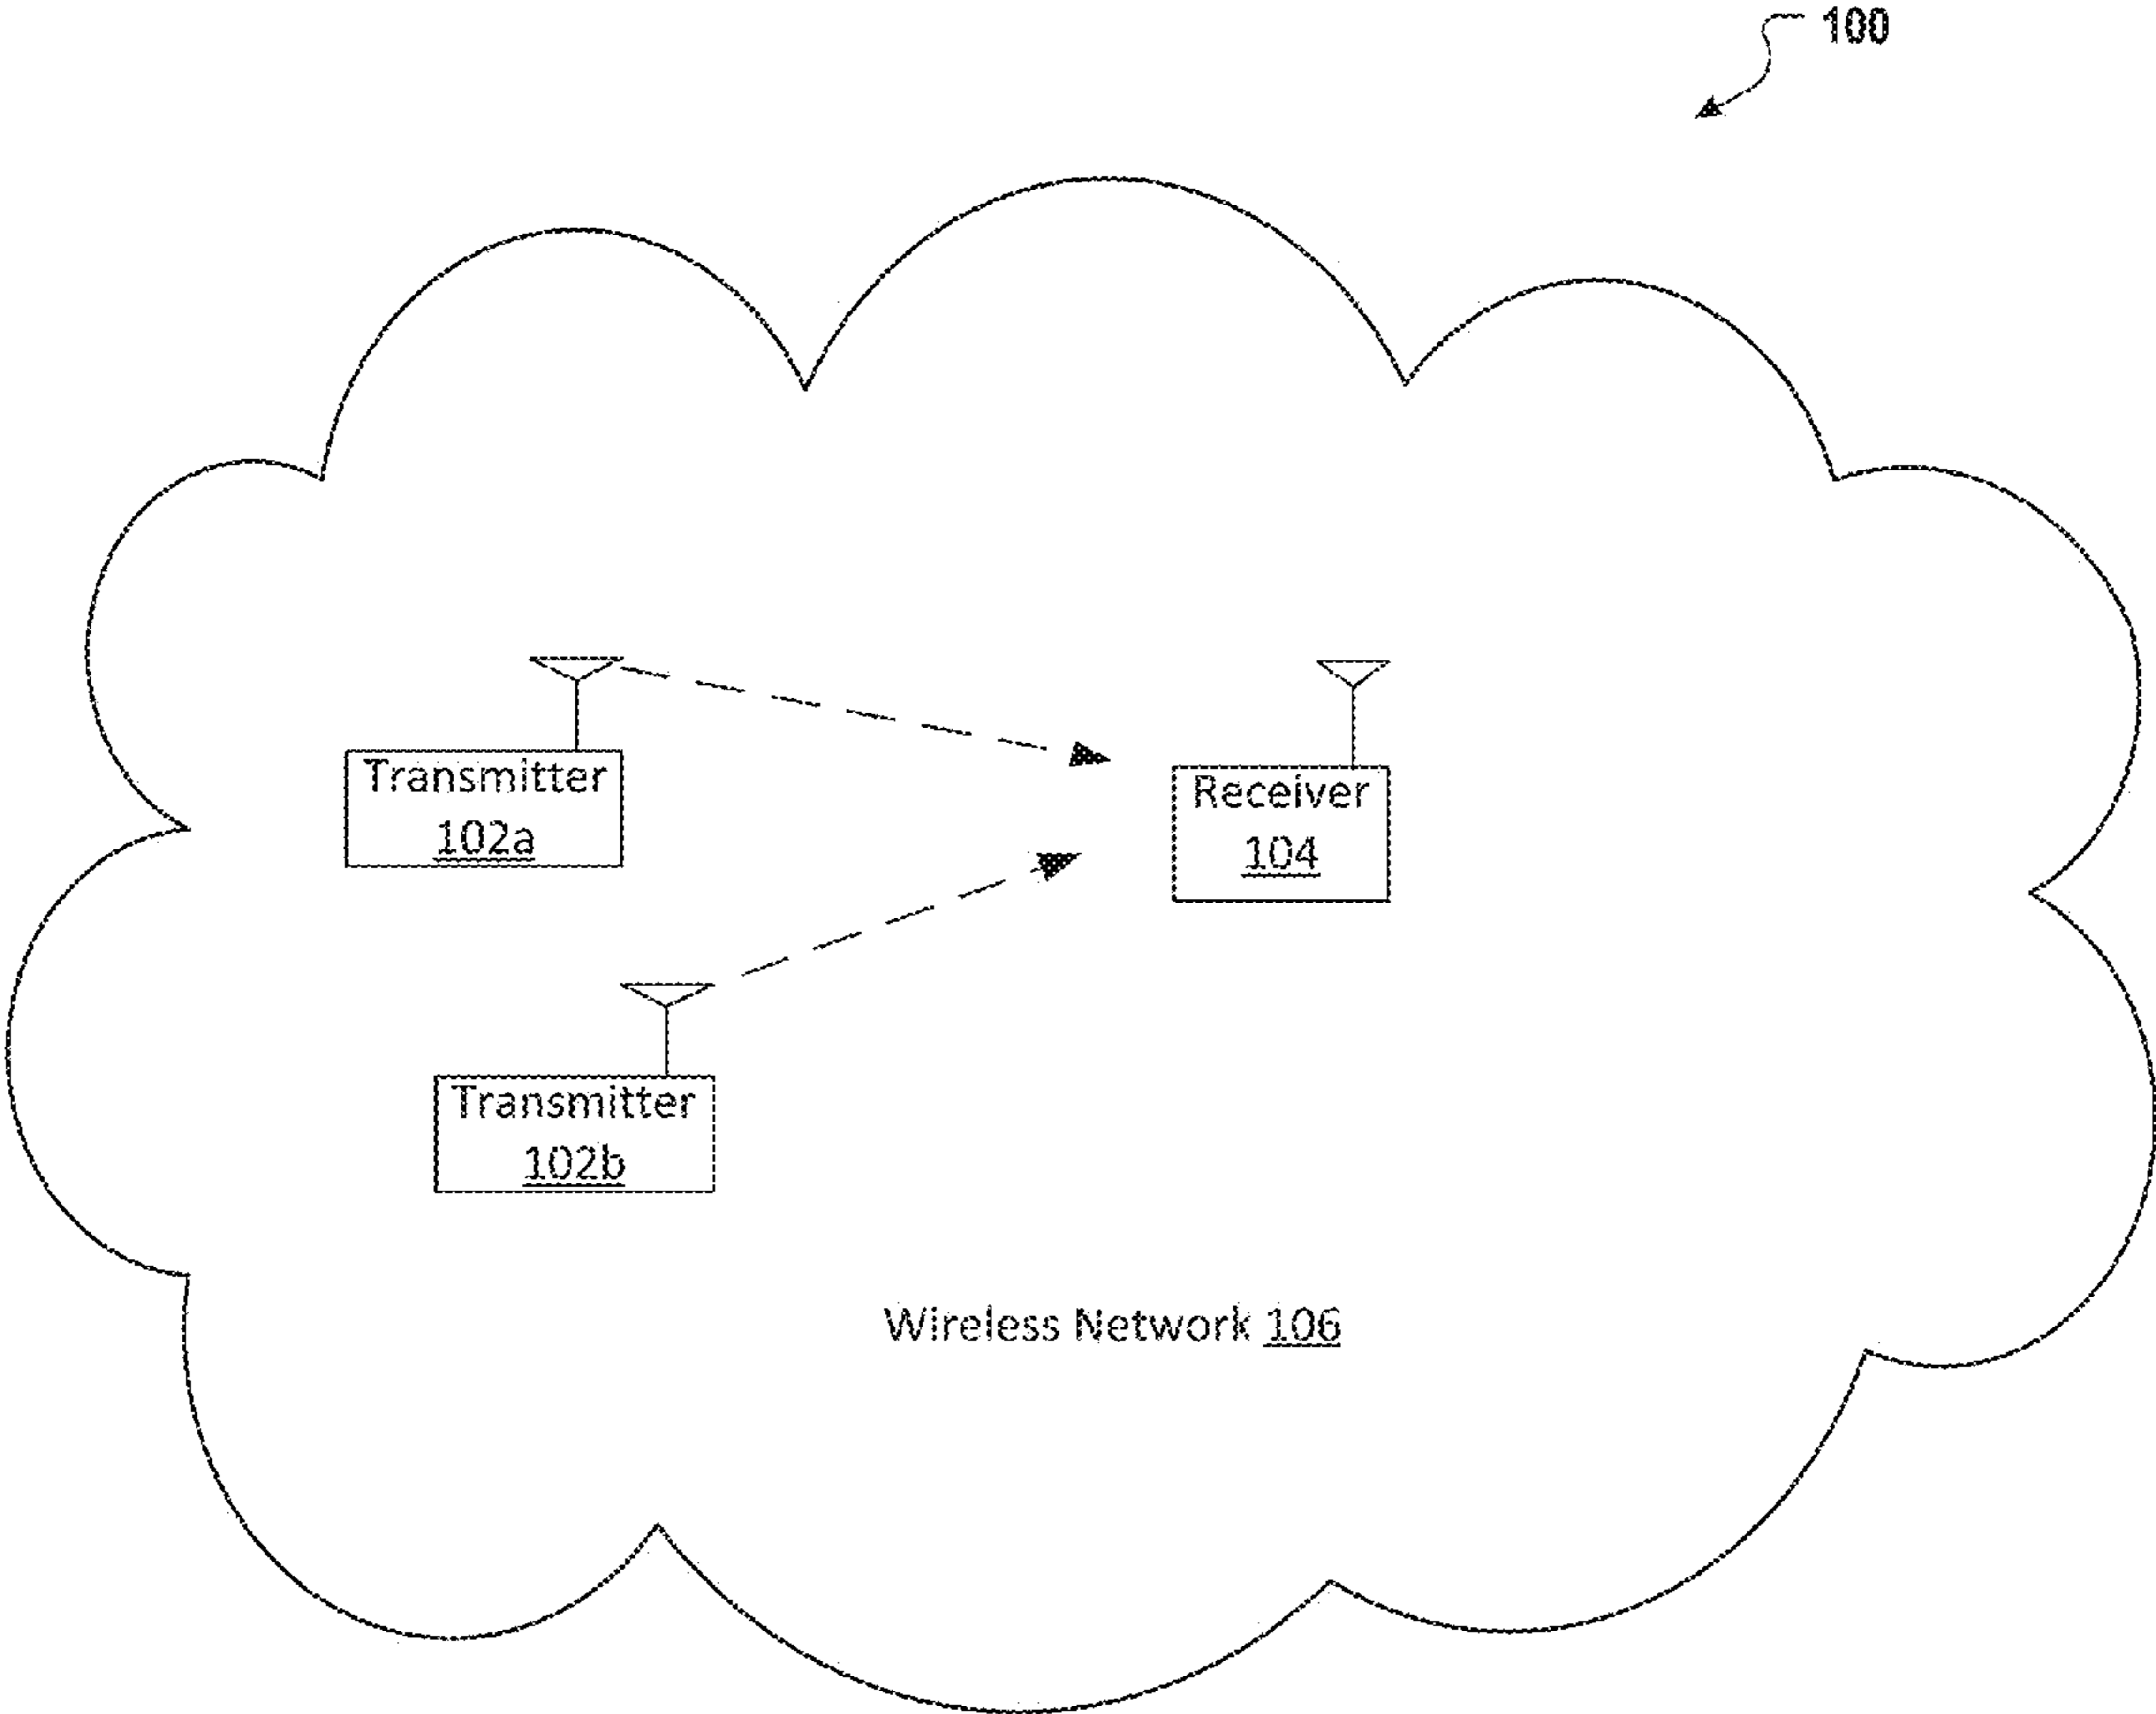 100
Transmitter
102a
Receiver
104
Transmitter
102b
Wireless Network 106